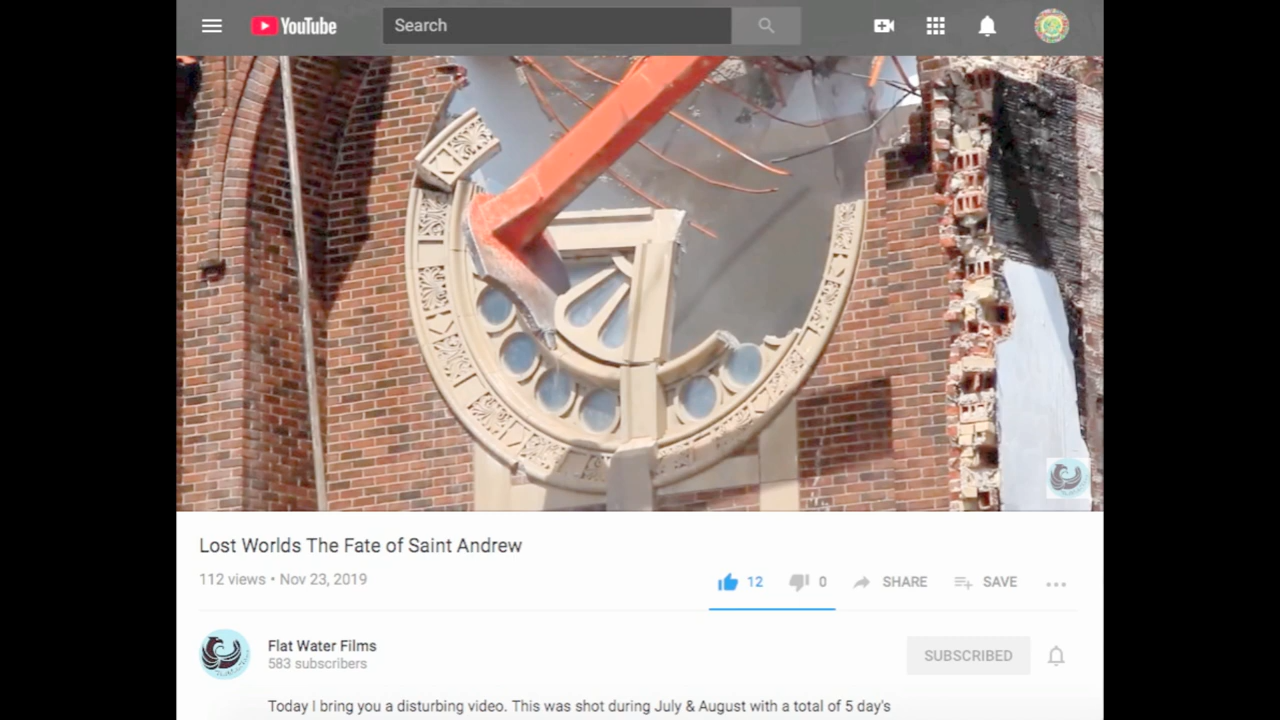 YouTube
Search
Lost Worlds The Fate of Saint Andrew
112 views • Nov 23, 2019
12
0
SHARE
SAVE
Flat Water Films
583 subscribers
SUBSCRIBED
Today I bring you a disturbing video. This was shot during July & August with a total of 5 day's